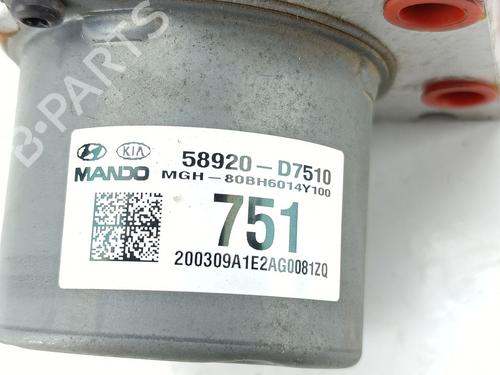 B-PARTS
KIA
MANDO
58920-D7510
MGH-80BH6014Y100
751
200309A1E2AG0081ZQ